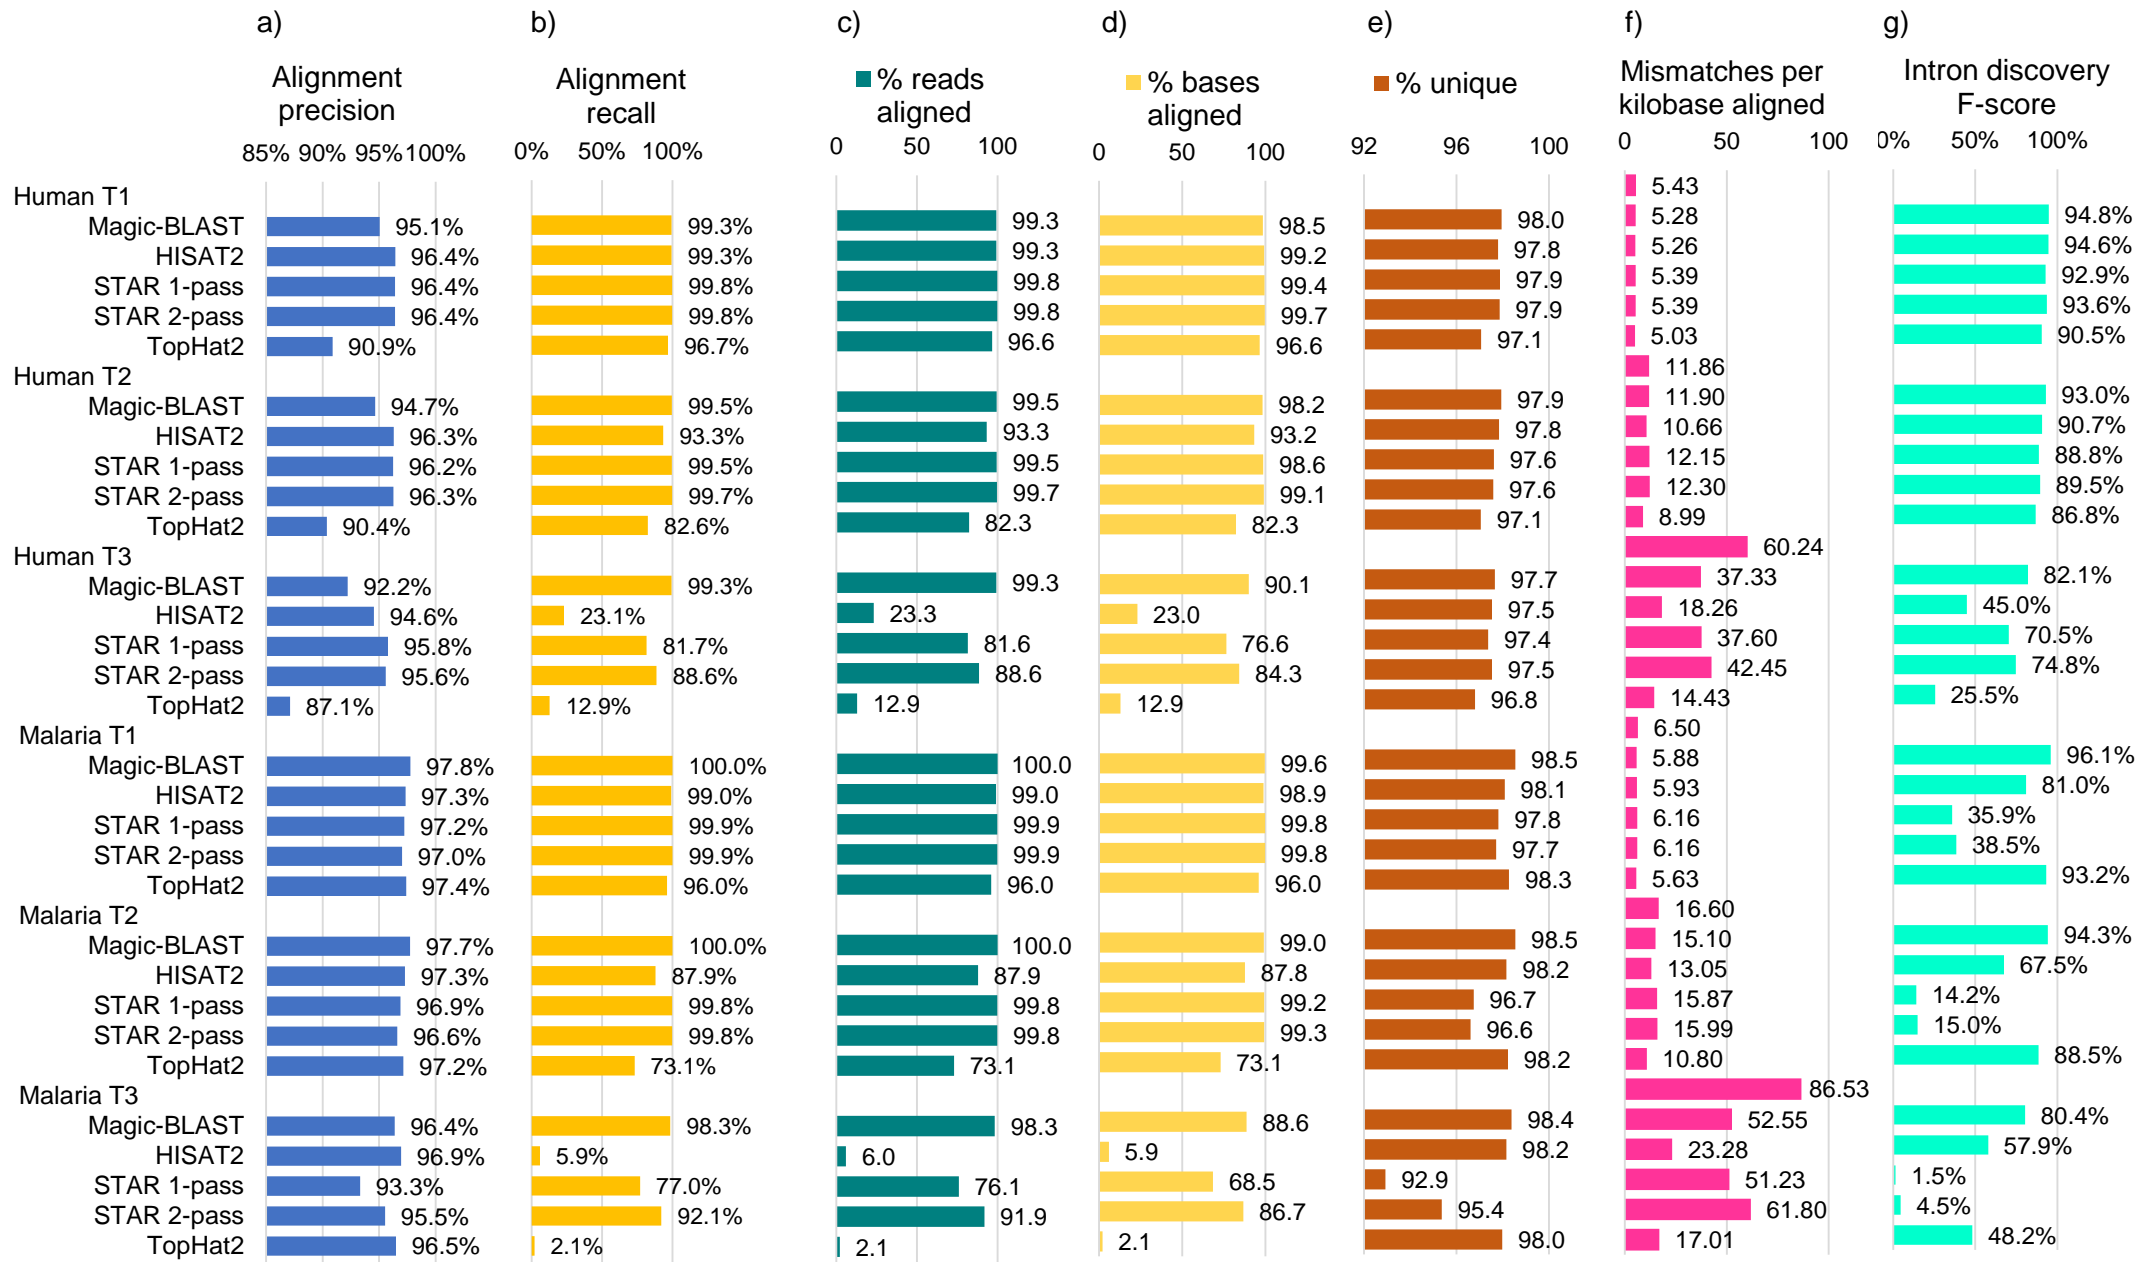 a) b) c) d) e) f) g)
Alignment precision
Alignment recall
% reads aligned
% bases aligned
% unique
Mismatches per kilobase aligned
Intron discovery F-score
85% 90% 95% 100% 0% 50% 100% 0 50 100 0 50 100 92 96 100 0 50 100 0% 50% 100%
Human T1 5.43
Magic-BLAST 95.1% 99.3% 99.3 98.5 98.0 5.28 94.8%
HISAT2 96.4% 99.3% 99.3 99.2 97.8 5.26 94.6%
STAR 1-pass 96.4% 99.8% 99.8 99.4 97.9 5.39 92.9%
STAR 2-pass 96.4% 99.8% 99.8 99.7 97.9 5.39 93.6%
TopHat2 90.9% 96.7% 96.6 96.6 97.1 5.03 90.5%
Human T2 11.86
Magic-BLAST 94.7% 99.5% 99.5 98.2 97.9 11.90 93.0%
HISAT2 96.3% 93.3% 93.3 93.2 97.8 10.66 90.7%
STAR 1-pass 96.2% 99.5% 99.5 98.6 97.6 12.15 88.8%
STAR 2-pass 96.3% 99.7% 99.7 99.1 97.6 12.30 89.5%
TopHat2 90.4% 82.6% 82.3 82.3 97.1 8.99 86.8%
Human T3 60.24
Magic-BLAST 92.2% 99.3% 99.3 90.1 97.7 37.33 82.1%
HISAT2 94.6% 23.1% 23.3 23.0 97.5 18.26 45.0%
STAR 1-pass 95.8% 81.7% 81.6 76.6 97.4 37.60 70.5%
STAR 2-pass 95.6% 88.6% 88.6 84.3 97.5 42.45 74.8%
TopHat2 87.1% 12.9% 12.9 12.9 96.8 14.43 25.5%
Malaria T1 6.50
Magic-BLAST 97.8% 100.0% 100.0 99.6 98.5 5.88 96.1%
HISAT2 97.3% 99.0% 99.0 98.9 98.1 5.93 81.0%
STAR 1-pass 97.2% 99.9% 99.9 99.8 97.8 6.16 35.9%
STAR 2-pass 97.0% 99.9% 99.9 99.8 97.7 6.16 38.5%
TopHat2 97.4% 96.0% 96.0 96.0 98.3 5.63 93.2%
Malaria T2 16.60
Magic-BLAST 97.7% 100.0% 100.0 99.0 98.5 15.10 94.3%
HISAT2 97.3% 87.9% 87.9 87.8 98.2 13.05 67.5%
STAR 1-pass 96.9% 99.8% 99.8 99.2 96.7 15.87 14.2%
STAR 2-pass 96.6% 99.8% 99.8 99.3 96.6 15.99 15.0%
TopHat2 97.2% 73.1% 73.1 73.1 98.2 10.80 88.5%
Malaria T3 86.53
Magic-BLAST 96.4% 98.3% 98.3 88.6 98.4 52.55 80.4%
HISAT2 96.9% 5.9% 6.0 5.9 98.2 23.28 57.9%
STAR 1-pass 93.3% 77.0% 76.1 68.5 92.9 51.23 1.5%
STAR 2-pass 95.5% 92.1% 91.9 86.7 95.4 61.80 4.5%
TopHat2 96.5% 2.1% 2.1 2.1 98.0 17.01 48.2%